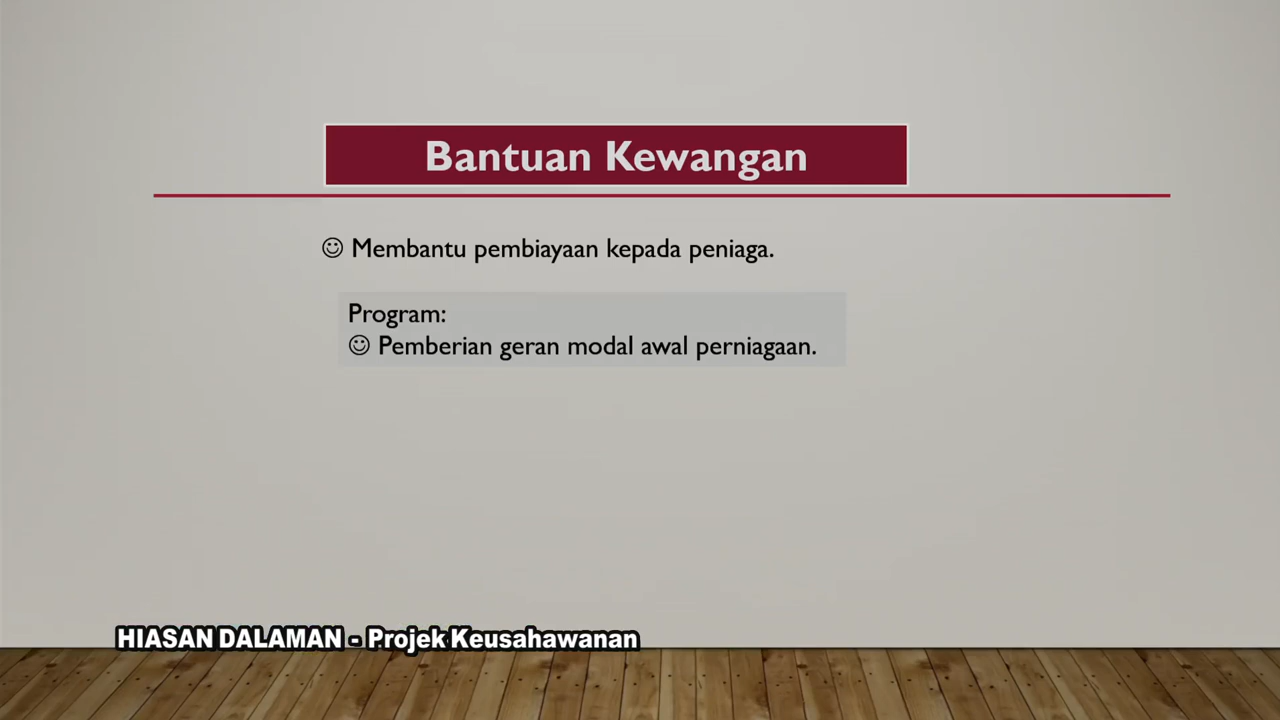 Bantuan Kewangan
☺ Membantu pembiayaan kepada peniaga.
Program:
☺ Pemberian geran modal awal perniagaan.
HIASAN DALAMAN - Projek Keusahawanan